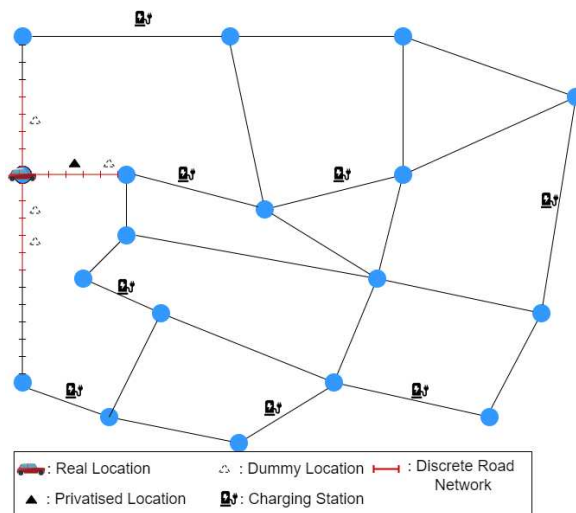 : Real Location
: Dummy Location
: Discrete Road
Network
: Privatised Location
: Charging Station